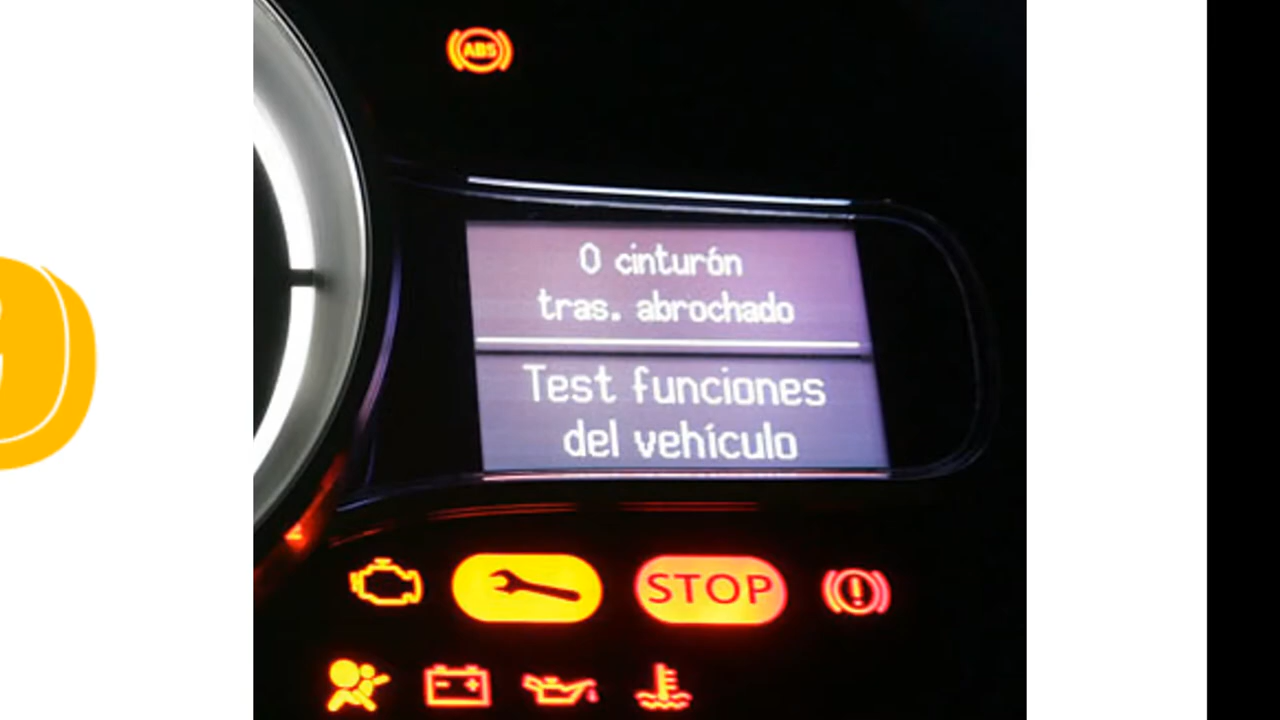 ABS
0 cinturón
tras. abrochado
Test funciones
del vehículo
STOP